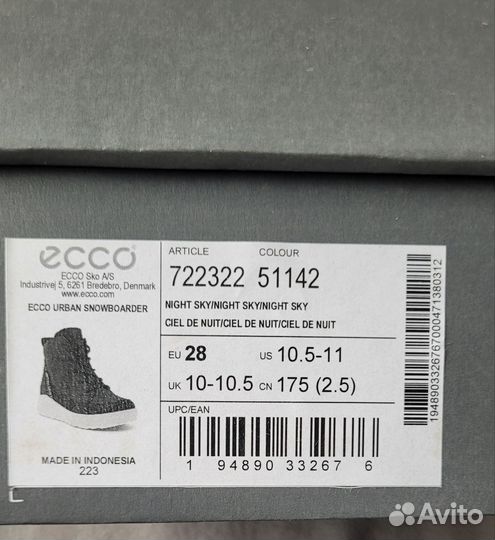 ecco
ECCO Sko A/S
Industrivej 5, 6261 Bredebro, Denmark
www.ecco.com
ECCO URBAN SNOWBOARDER
MADE IN INDONESIA
223
ARTICLE COLOUR
722322 51142
NIGHT SKY/NIGHT SKY/NIGHT SKY
CIEL DE NUIT/CIEL DE NUIT/CIEL DE NUIT
EU 28 US 10.5-11
UK 10-10.5 CN 175 (2.5)
UPC/EAN
1 94890 33267 6
1948903326767000471380312
Avito